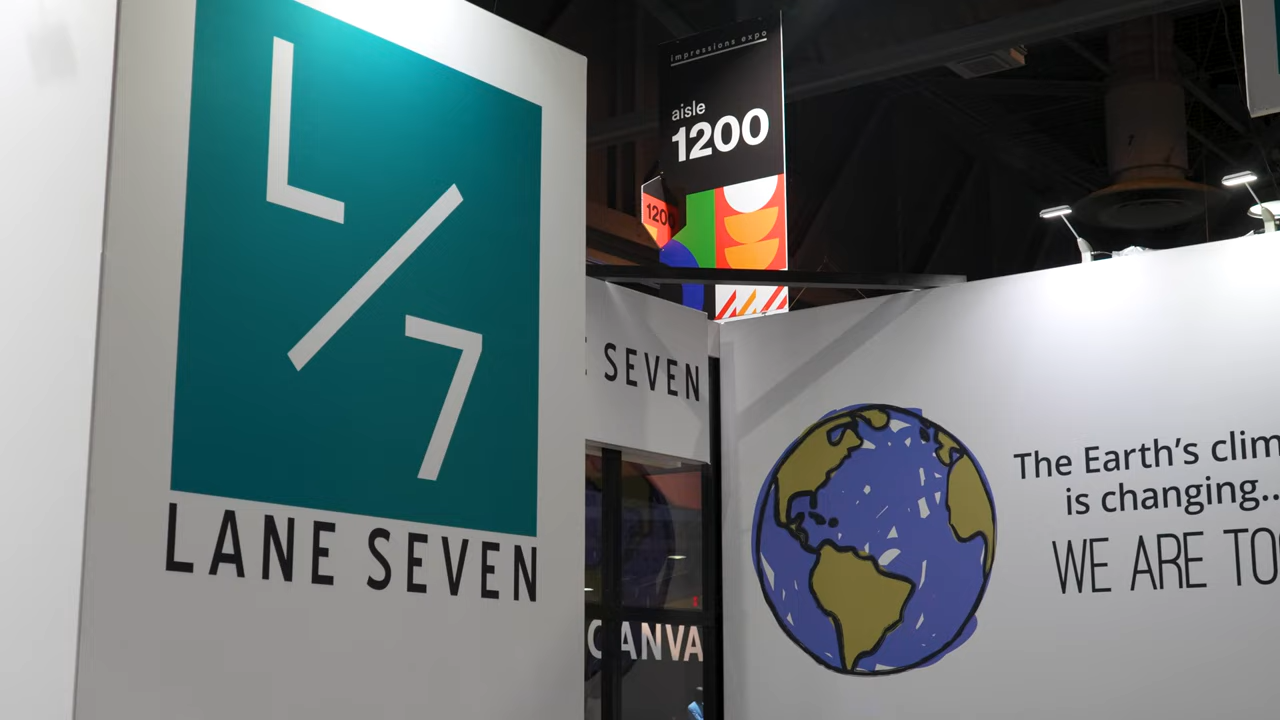 L/7
LANE SEVEN
impressions expo
aisle
1200
1200
SEVEN
CANVA
The Earth's clim
is changing..
WE ARE TO